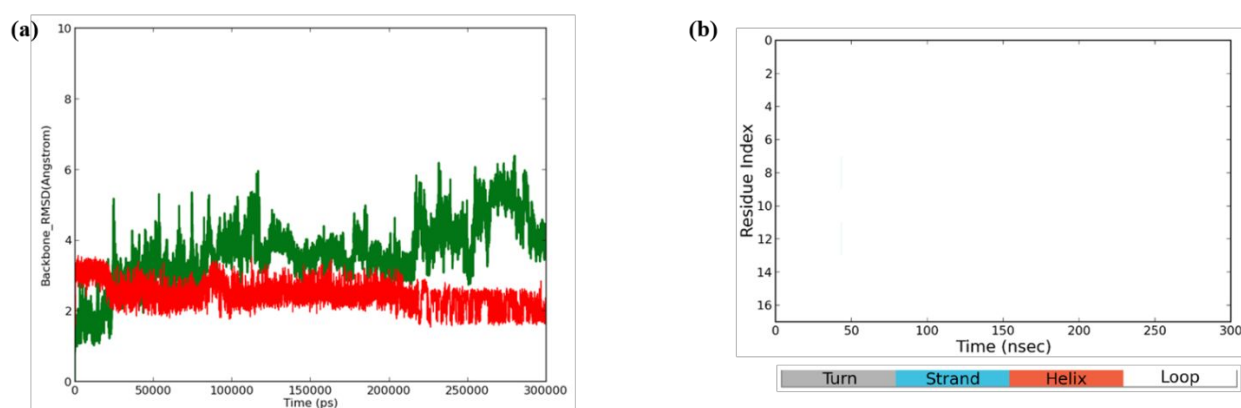 (a)
10
8
6
4
2
0
Backbone_RMSD(Angstrom)
0 50000 100000 150000 200000 250000 300000
Time (ps)
(b)
0
2
4
6
8
10
12
14
16
Residue Index
0 50 100 150 200 250 300
Time (nsec)
Turn Strand Helix Loop